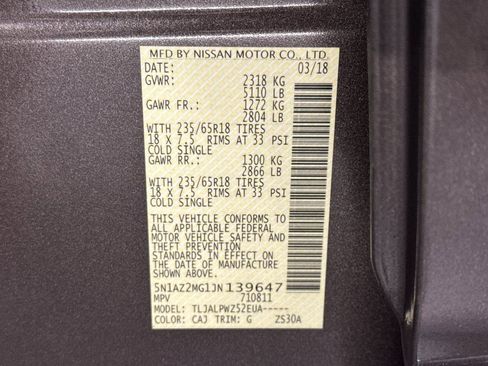 MFD BY NISSAN MOTOR CO., LTD.
DATE: 03/18
GVWR: 2318 KG
5110 LB
GAWR FR.: 1272 KG
2804 LB
WITH 235/65R18 TIRES
18 X 7.5 RIMS AT 33 PSI
COLD SINGLE
GAWR RR.: 1300 KG
2866 LB
WITH 235/65R18 TIRES
18 X 7.5 RIMS AT 33 PSI
COLD SINGLE
THIS VEHICLE CONFORMS TO
ALL APPLICABLE FEDERAL
MOTOR VEHICLE SAFETY AND
THEFT PREVENTION
STANDARDS IN EFFECT ON
THE DATE OF MANUFACTURE
5N1AZ2MG1JN139647
MPV 710811
MODEL: TLJALPWZ52EUA-----
COLOR: CAJ TRIM: G ZS30A